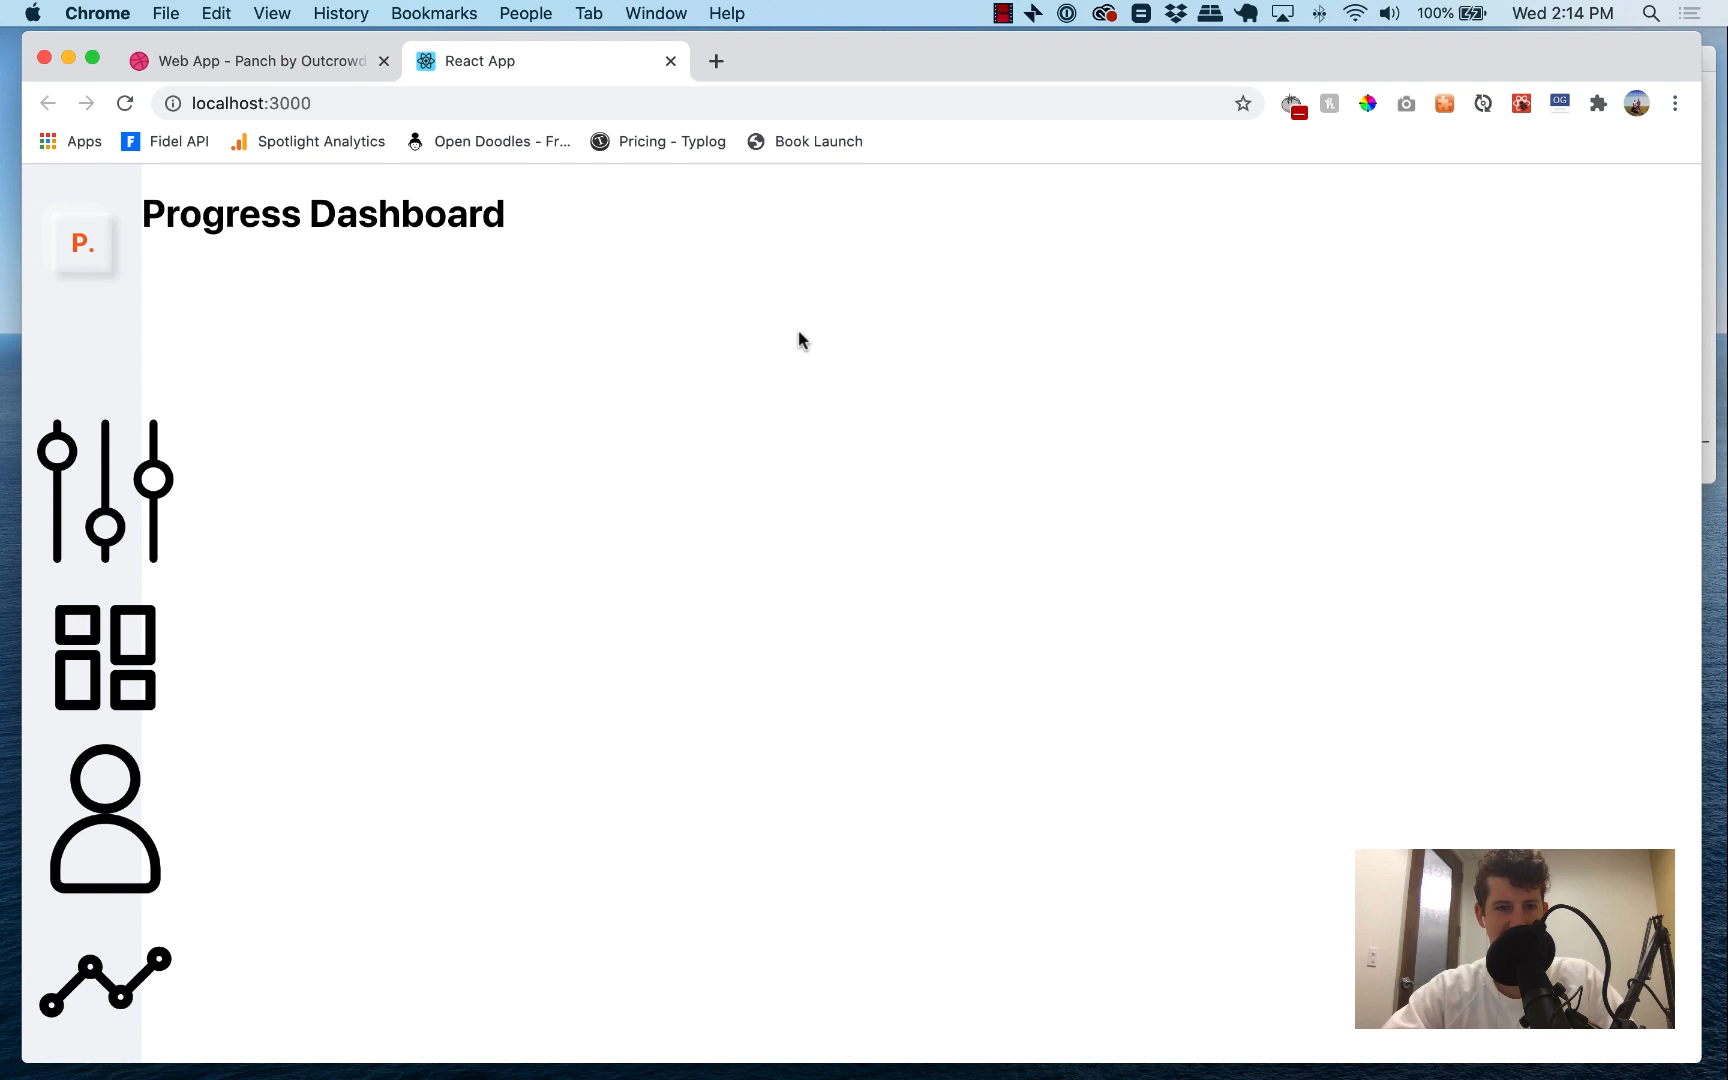 Chrome File Edit View History Bookmarks People Tab Window Help 100% Wed 2:14 PM
Web App - Panch by Outcrowd React App
localhost:3000 OG
Apps F Fidel API Spotlight Analytics Open Doodles - Fr... Pricing - Typlog Book Launch
Progress Dashboard
P.